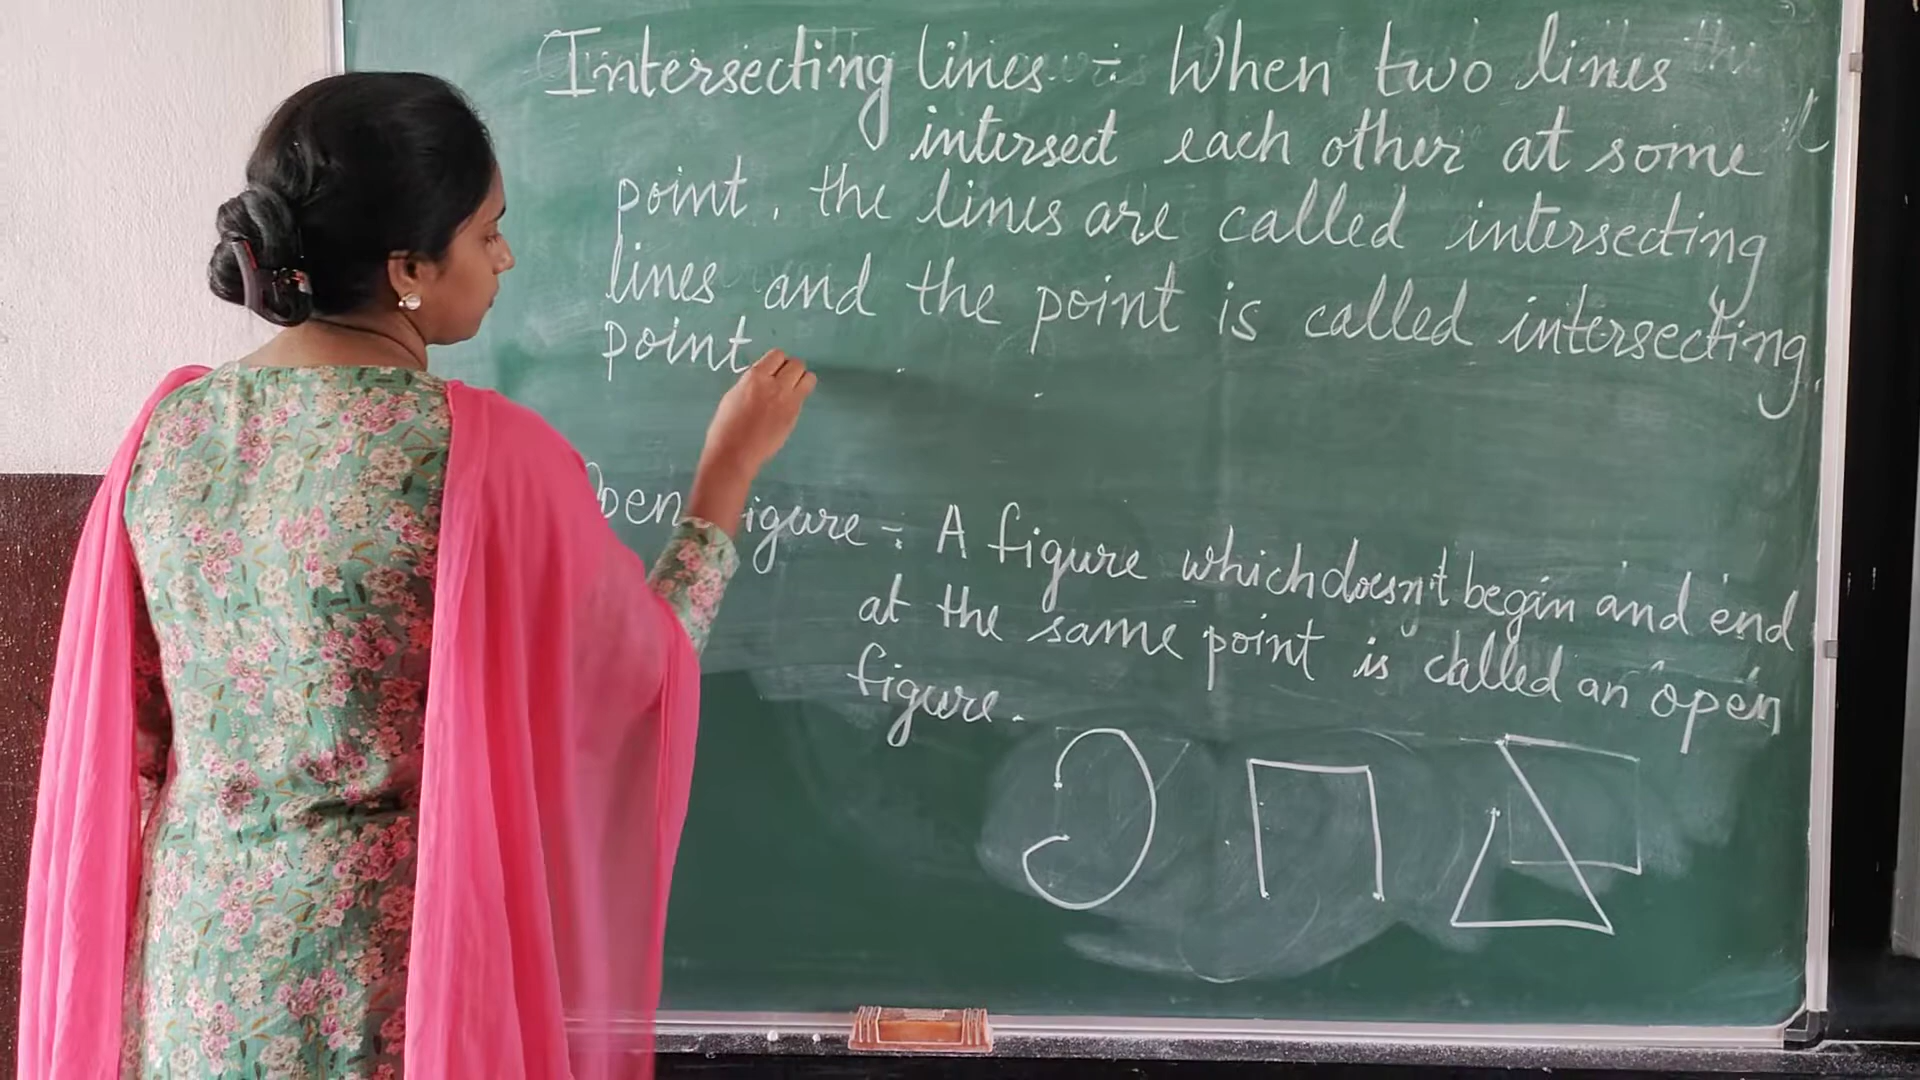 Intersecting lines ÷ When two lines
intersect each other at some
point, the lines are called intersecting
lines and the point is called intersecting
point
Open figure ÷ A figure which doesn't begin and end
at the same point is called an open
figure.